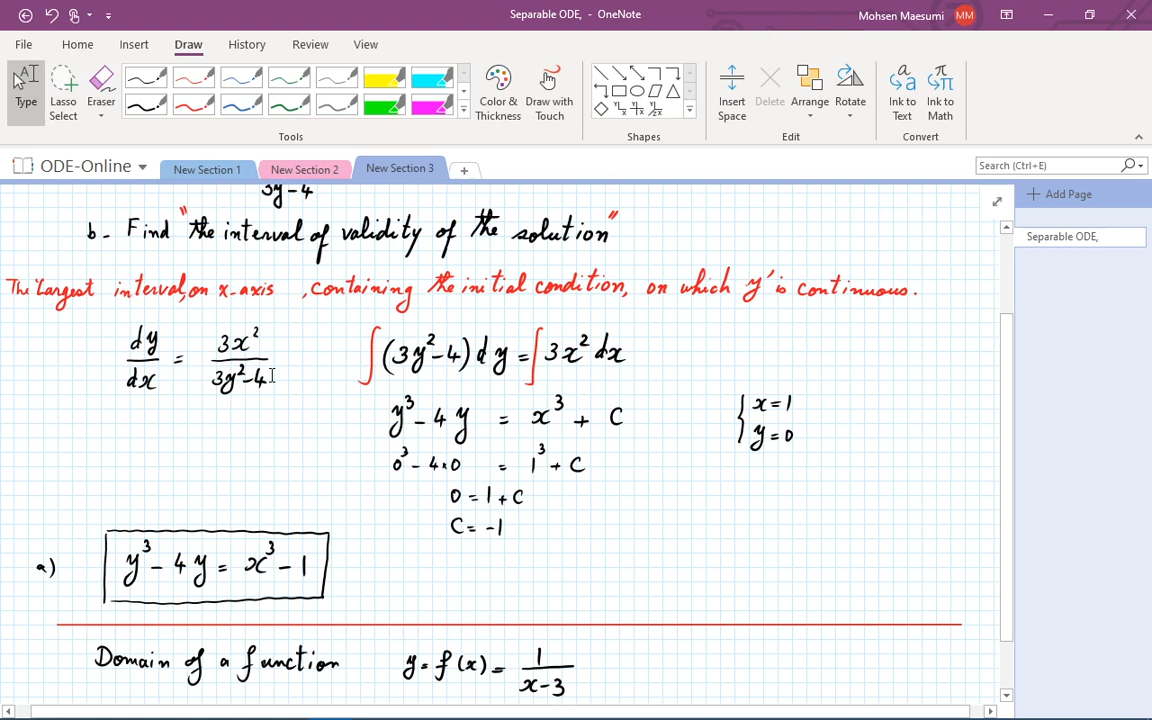 Separable ODE, - OneNote
Mohsen Maesumi MM
File Home Insert Draw History Review View
Type
Lasso Select
Eraser
Color & Thickness
Draw with Touch
Insert Space
Delete
Arrange
Rotate
Ink to Text
Ink to Math
Tools
Shapes
Edit
Convert
ODE-Online New Section 1 New Section 2 New Section 3 +
Search (Ctrl+E)
Add Page
Separable ODE,
3y - 4
b- Find "the interval of validity of the solution"
The largest interval, on x-axis , containing the initial condition, on which y' is continuous.
dy/dx = 3x²/3y²-4
∫(3y²-4)dy = ∫3x² dx
y³ - 4y = x³ + C
{ x = 1
y = 0
0³ - 4×0 = 1³ + C
0 = 1 + C
C = -1
a) y³ - 4y = x³ - 1
Domain of a function y = f(x) = 1/x-3